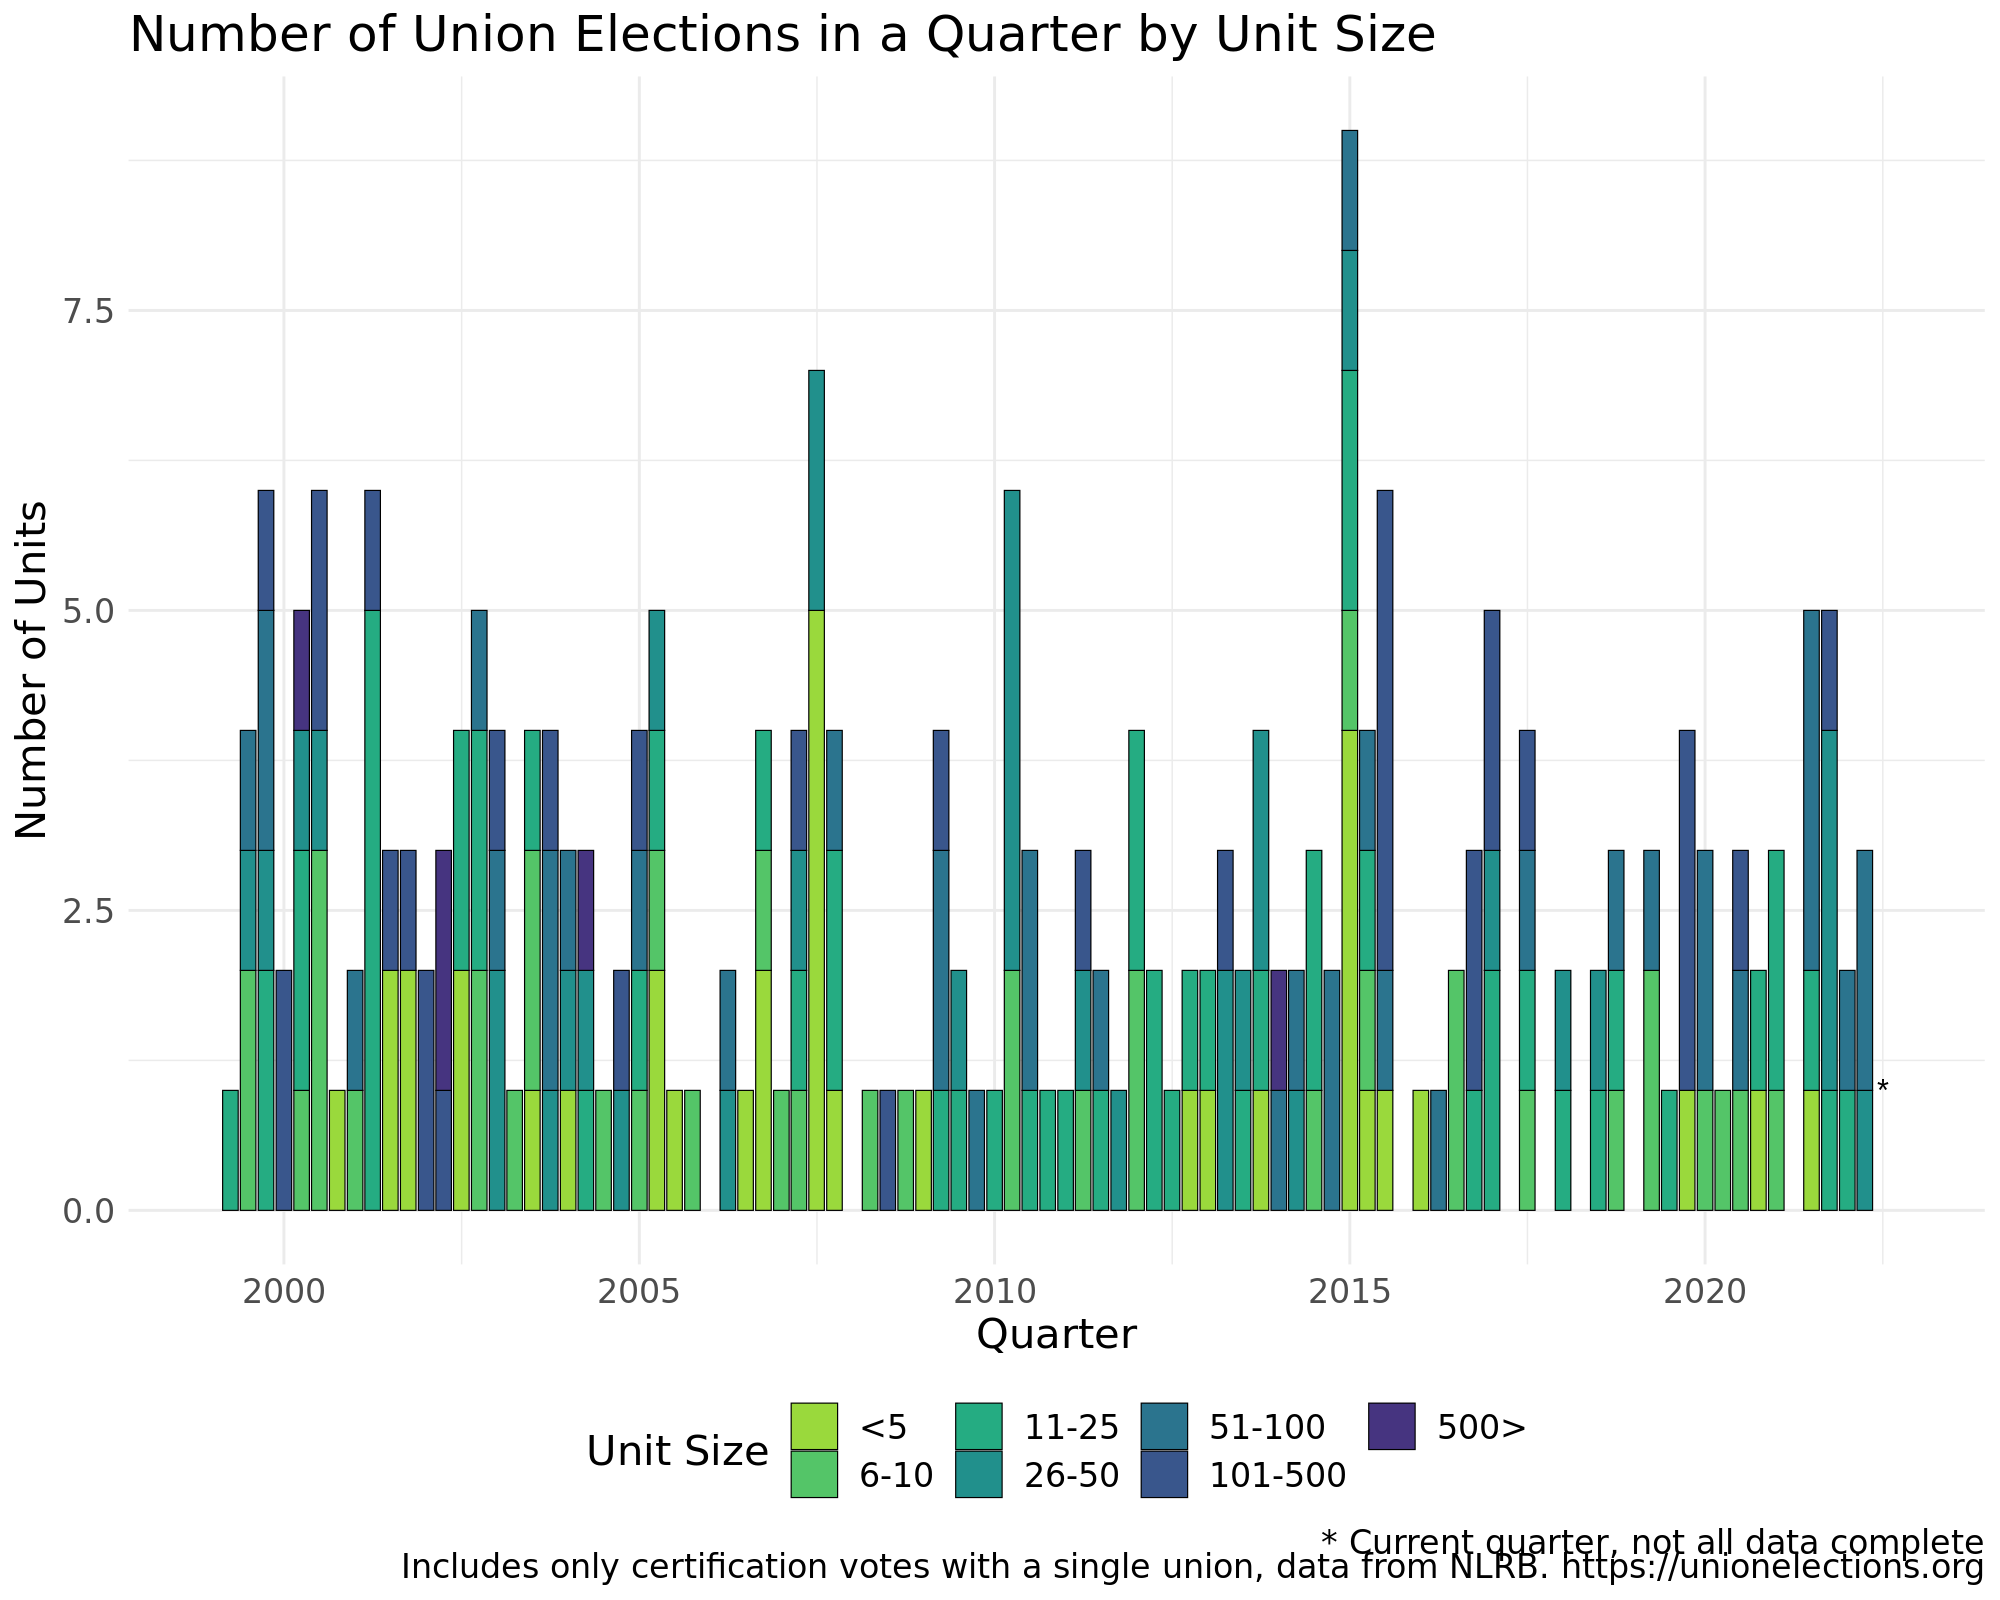 Number of Union Elections in a Quarter by Unit Size
Number of Units
7.5
5.0
2.5
0.0
*
2000 2005 2010 2015 2020
Quarter
Unit Size
<5 11-25 51-100 500>
6-10 26-50 101-500
* Current quarter, not all data complete
Includes only certification votes with a single union, data from NLRB. https://unionelections.org